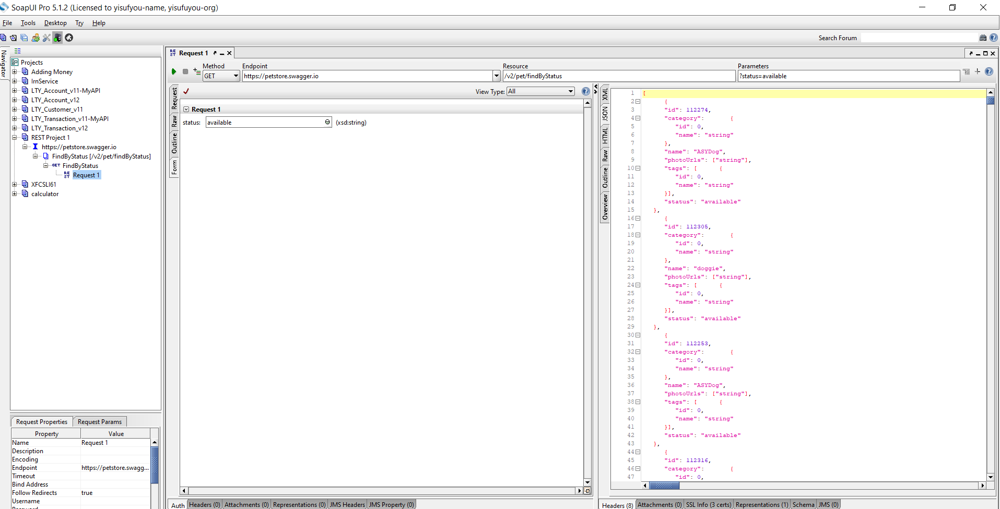 SoapUI Pro 5.1.2 (Licensed to yisufyou-name, yisufuyou-org)
File Tools Desktop Try Help
Search Forum
Navigator
Projects
Adding Money
IrnService
LTY_Account_v11-MyAPI
LTY_Account_v12
LTY_Customer_v11
LTY_Transaction_v11-MyAPI
LTY_Transaction_v12
REST Project 1
https://petstore.swagger.io
FindByStatus [/v2/pet/findByStatus]
GET FindByStatus
REST Request 1
XFCSLI61
calculator
Request Properties Request Params
Property Value
Name Request 1
Description
Encoding
Endpoint https://petstore.swagg...
Timeout
Bind Address
Follow Redirects true
Username
Password
REST Request 1
Method Endpoint Resource Parameters
GET https://petstore.swagger.io /v2/pet/findByStatus ?status=available
View Type: All
Request
Raw
Outline
Form
Request 1
status: available (xsd:string)
Auth Headers (0) Attachments (0) Representations (0) JMS Headers JMS Property (0)
XML
JSON
HTML
Raw
Outline
Overview
1 [
2 {
3 "id": 112274,
4 "category": {
5 "id": 0,
6 "name": "string"
7 },
8 "name": "ASYDog",
9 "photoUrls": ["string"],
10 "tags": [ {
11 "id": 0,
12 "name": "string"
13 }],
14 "status": "available"
15 },
16 {
17 "id": 112305,
18 "category": {
19 "id": 0,
20 "name": "string"
21 },
22 "name": "doggie",
23 "photoUrls": ["string"],
24 "tags": [ {
25 "id": 0,
26 "name": "string"
27 }],
28 "status": "available"
29 },
30 {
31 "id": 112253,
32 "category": {
33 "id": 0,
34 "name": "string"
35 },
36 "name": "ASYDog",
37 "photoUrls": ["string"],
38 "tags": [ {
39 "id": 0,
40 "name": "string"
41 }],
42 "status": "available"
43 },
44 {
45 "id": 112316,
46 "category": {
47 "id": 0,
Headers (8) Attachments (0) SSL Info (3 certs) Representations (1) Schema JMS (0)